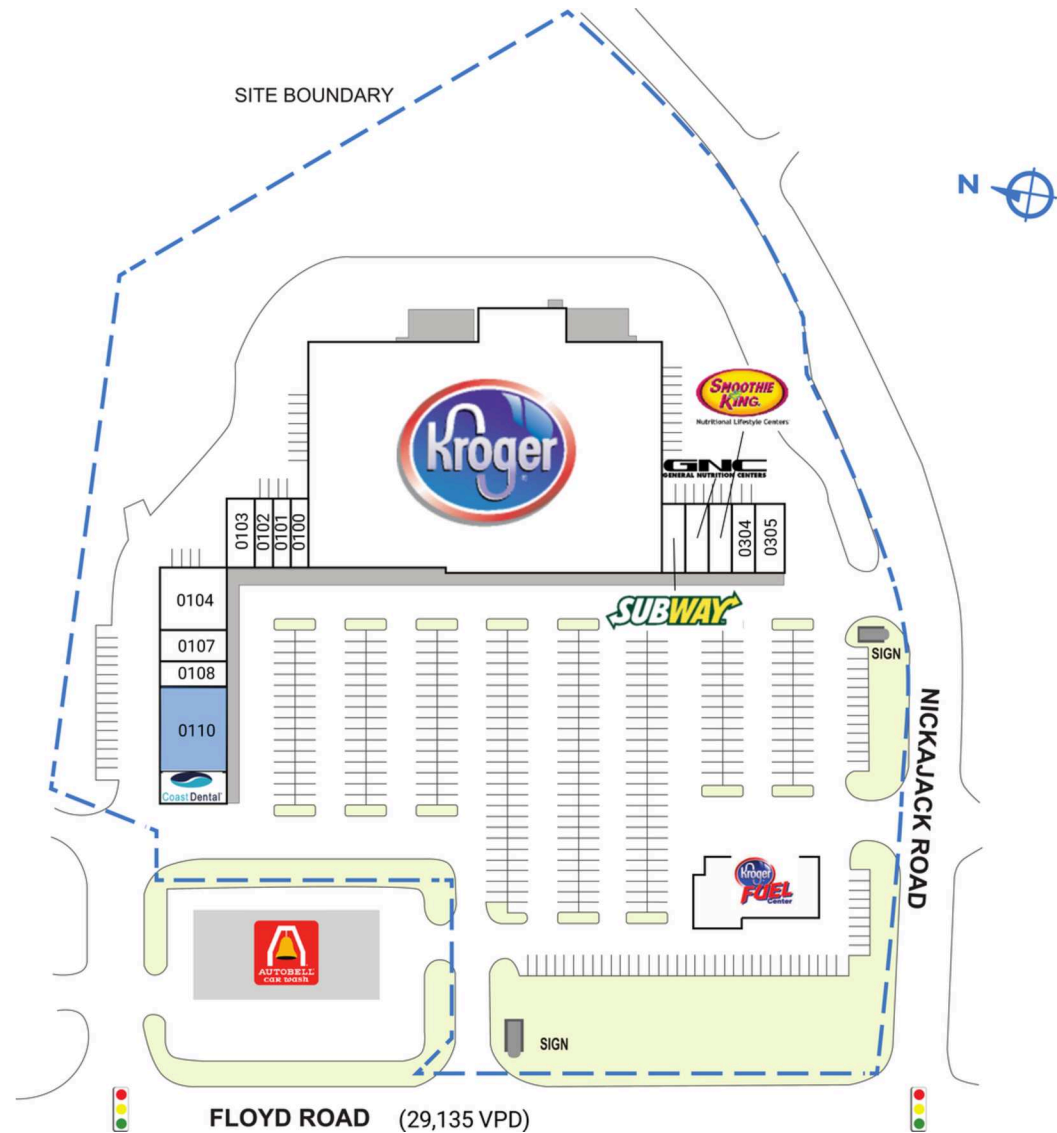 SITE BOUNDARY
N
Kroger
SMOOTHIE
KING
Nutritional Lifestyle Centers
GNC
GENERAL NUTRITION CENTERS
0103
0102
0101
0100
0304
0305
SUBWAY
0104
0107
0108
0110
Coast Dental
SIGN
NICKAJACK ROAD
Kroger
FUEL
Center
AUTOBELL
CAR WASH
SIGN
FLOYD ROAD (29,135 VPD)